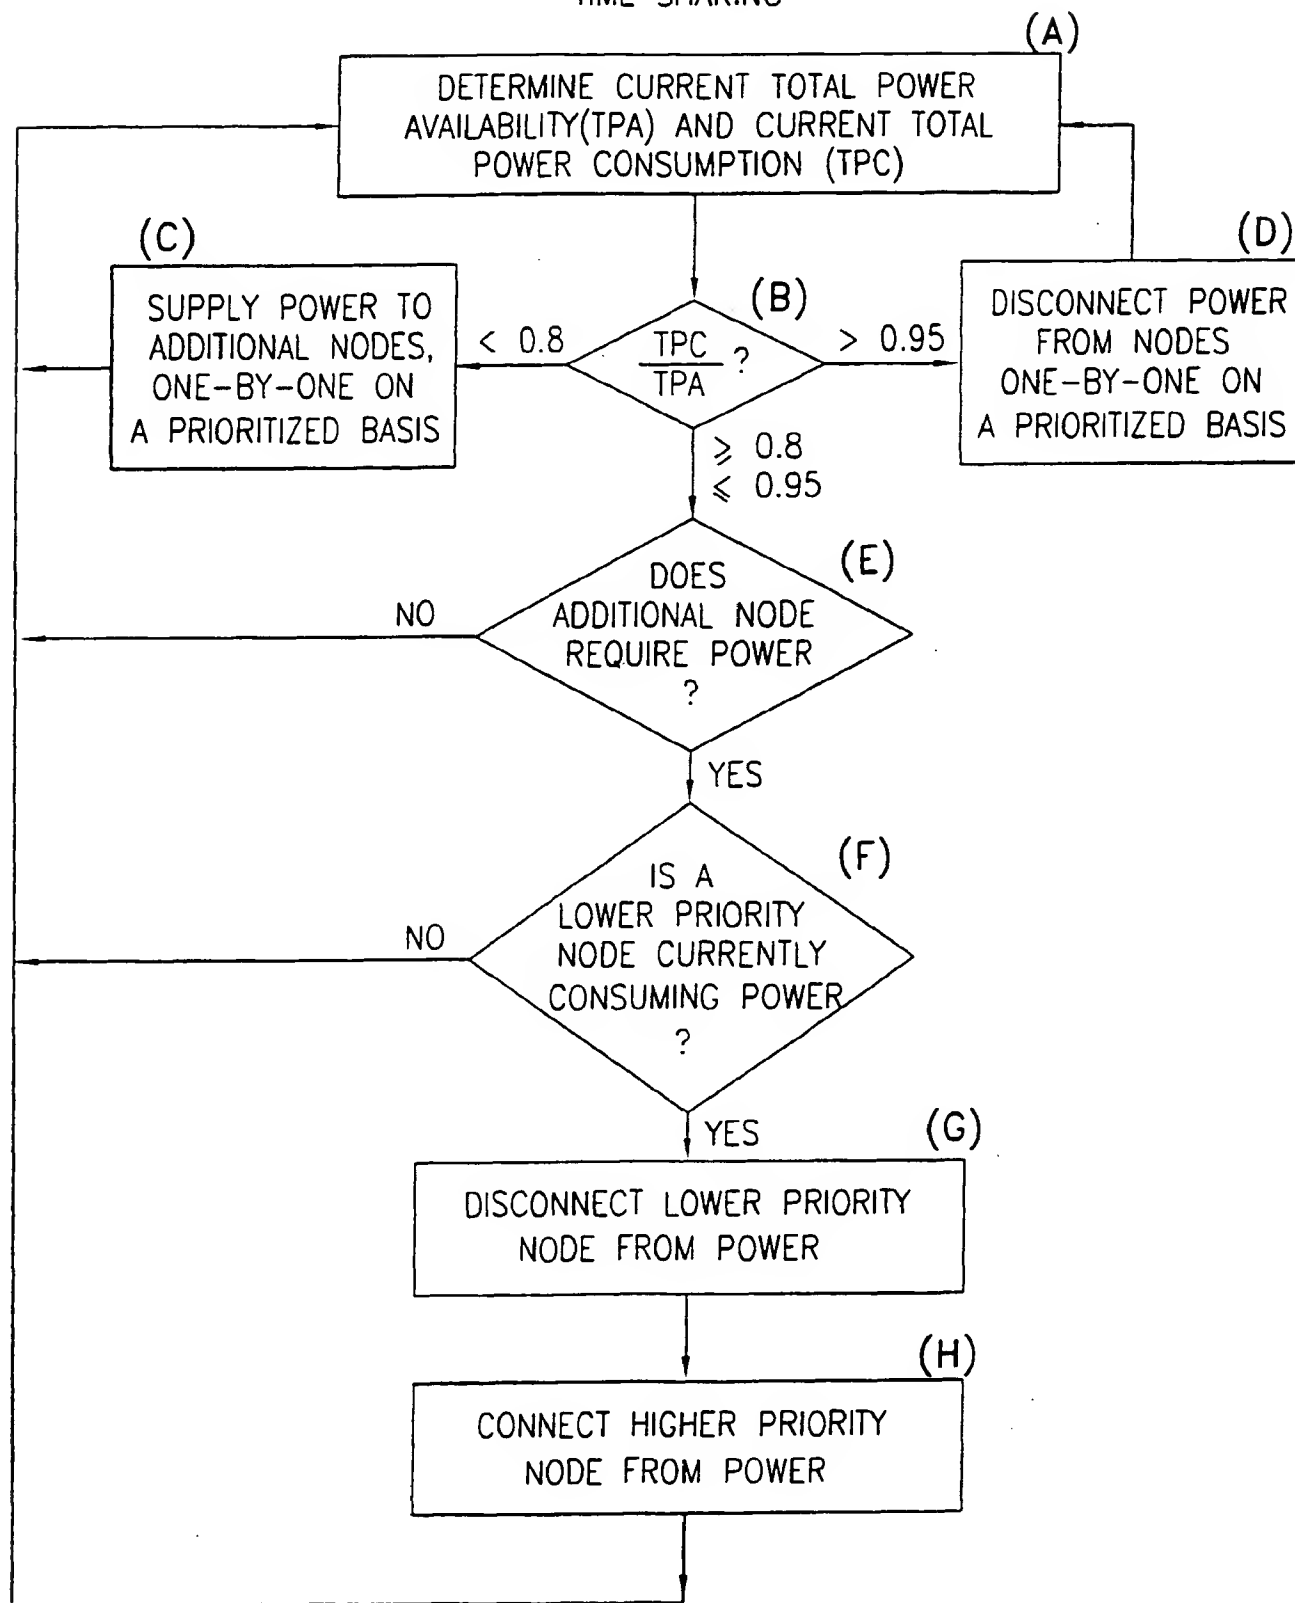 TIME SHARING
(A)
DETERMINE CURRENT TOTAL POWER
AVAILABILITY(TPA) AND CURRENT TOTAL
POWER CONSUMPTION (TPC)
(C)
SUPPLY POWER TO
ADDITIONAL NODES,
ONE-BY-ONE ON
A PRIORITIZED BASIS
< 0.8
(B)
TPC
TPA
?
> 0.95
(D)
DISCONNECT POWER
FROM NODES
ONE-BY-ONE ON
A PRIORITIZED BASIS
⩾ 0.8
⩽ 0.95
(E)
DOES
ADDITIONAL NODE
REQUIRE POWER
?
NO
YES
(F)
IS A
LOWER PRIORITY
NODE CURRENTLY
CONSUMING POWER
?
NO
YES
(G)
DISCONNECT LOWER PRIORITY
NODE FROM POWER
(H)
CONNECT HIGHER PRIORITY
NODE FROM POWER